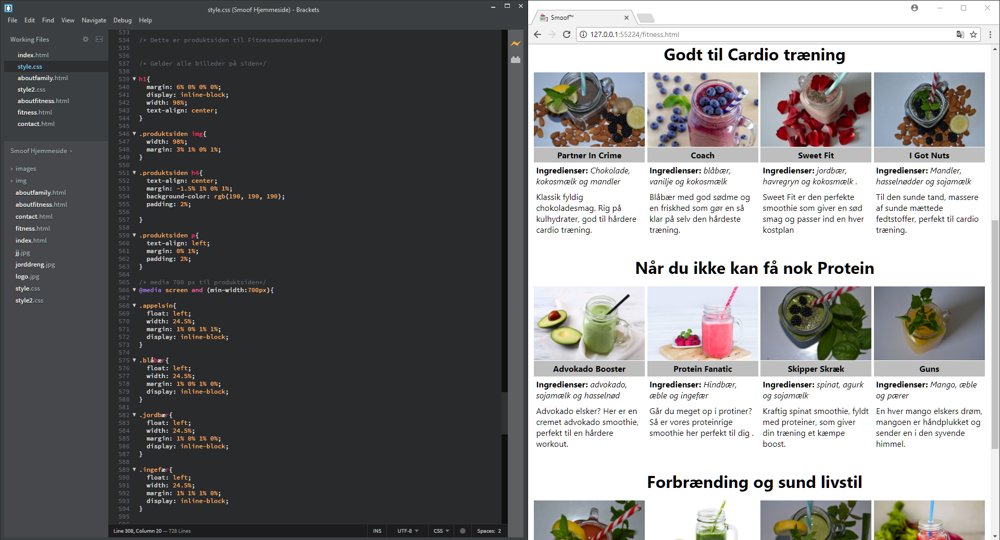 style.css (Smoof Hjemmeside) - Brackets
File Edit Find View Navigate Debug Help
Working Files
index.html
style.css
aboutfamily.html
style2.css
aboutfitness.html
fitness.html
contact.html
Smoof Hjemmeside
images
img
aboutfamily.html
aboutfitness.html
contact.html
fitness.html
index.html
jj.jpg
jorddreng.jpg
logo.jpg
style.css
style2.css
533
534 /* Dette er produktsiden til Fitnessmenneskerne*/
535
536
537 /* Gælder alle billeder på siden*/
538
539 h1{
540 margin: 6% 0% 0% 0%;
541 display: inline-block;
542 width: 98%;
543 text-align: center;
544 }
545
546 .produktsiden img{
547 width: 98%;
548 margin: 3% 1% 0% 1%;
549 }
550
551 .produktsiden h4{
552 text-align: center;
553 margin: -1.5% 1% 0% 1%;
554 background-color: rgb(190, 190, 190);
555 padding: 2%;
556
557 }
558
559 .produktsiden p{
560 text-align: left;
561 margin: 0% 1%;
562 padding: 2%;
563 }
564
565 /* media 700 px til produktsiden*/
566 @media screen and (min-width:700px){
567
568 .appelsin{
569 float: left;
570 width: 24.5%;
571 margin: 1% 0% 1% 1%;
572 display: inline-block;
573 }
574
575 .blåbær{
576 float: left;
577 width: 24.5%;
578 margin: 1% 0% 1% 0%;
579 display: inline-block;
580 }
581
582 .jordbær{
583 float: left;
584 width: 24.5%;
585 margin: 1% 0% 1% 0%;
586 display: inline-block;
587 }
588
589 .ingefær{
590 float: left;
591 width: 24.5%;
592 margin: 1% 1% 1% 0%;
593 display: inline-block;
594 }
595
Line 308, Column 20 — 728 Lines
INS UTF-8 CSS Spaces: 2
Smoof™
127.0.0.1:55224/fitness.html
Godt til Cardio træning
Partner In Crime
Ingredienser: Chokolade,
kokosmælk og mandler
Klassik fyldig
chokoladesmag. Rig på
kulhydrater, god til hårdere
cardio træning.
Coach
Ingredienser: blåbær,
vanilje og kokosmælk
Blåbær med god sødme og
en friskhed som gør en så
klar på selv den hårdeste
træning.
Sweet Fit
Ingredienser: jordbær,
havregryn og kokosmælk .
Sweet Fit er den perfekte
smoothie som giver en sød
smag og passer ind en hver
kostplan
I Got Nuts
Ingredienser: Mandler,
hasselnødder og sojamælk
Til den sunde tand, massere
af sunde mættede
fedtstoffer, perfekt til cardio
træning.
Når du ikke kan få nok Protein
Advokado Booster
Ingredienser: advokado,
sojamælk og hasselnød
Advokado elsker? Her er en
cremet advokado smoothie,
perfekt til en hårdere
workout.
Protein Fanatic
Ingredienser: Hindbær,
æble og ingefær
Går du meget op i protiner?
Så er vores proteinrige
smoothie her perfekt til dig .
Skipper Skræk
Ingredienser: spinat, agurk
og sojamælk
Kraftig spinat smoothie, fyldt
med proteiner, som giver
din træning et kæmpe
boost.
Guns
Ingredienser: Mango, æble
og pærer
En hver mango elskers drøm,
mangoen er håndplukket og
sender en i den syvende
himmel.
Forbrænding og sund livstil